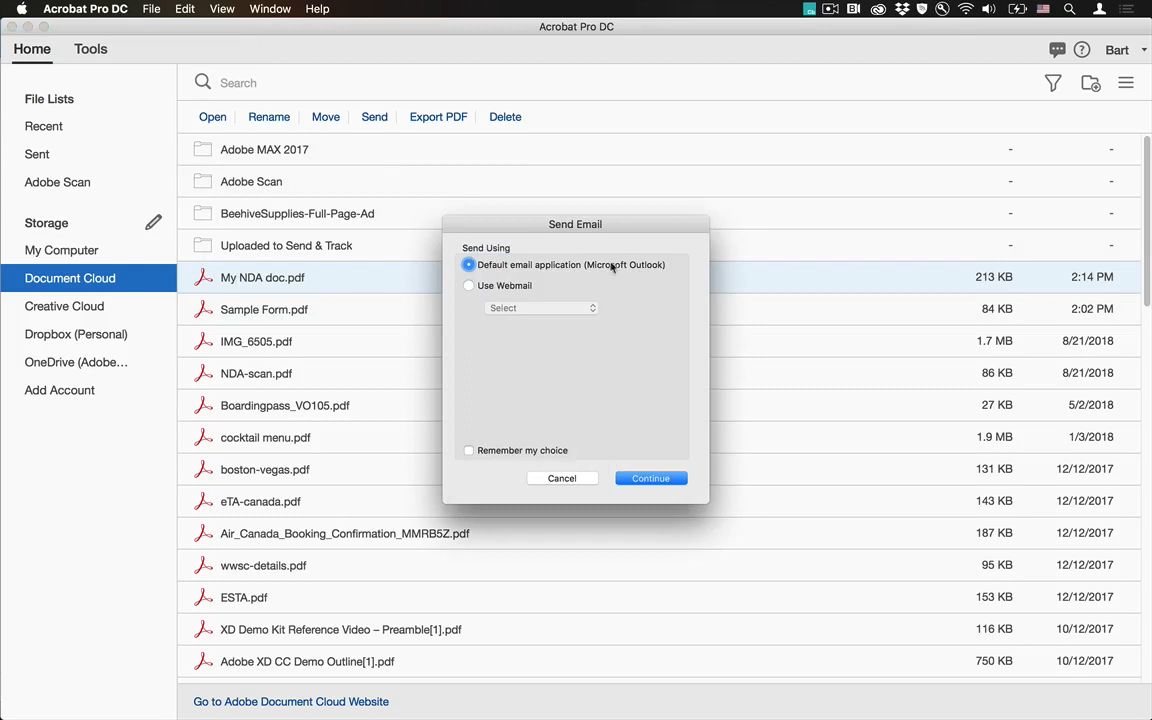 Acrobat Pro DC File Edit View Window Help
Acrobat Pro DC
Home Tools Bart
File Lists
Recent
Sent
Adobe Scan
Storage
My Computer
Document Cloud
Creative Cloud
Dropbox (Personal)
OneDrive (Adobe...
Add Account
Search
Open Rename Move Send Export PDF Delete
Adobe MAX 2017 - -
Adobe Scan - -
BeehiveSupplies-Full-Page-Ad - -
Uploaded to Send & Track - -
My NDA doc.pdf 213 KB 2:14 PM
Sample Form.pdf 84 KB 2:02 PM
IMG_6505.pdf 1.7 MB 8/21/2018
NDA-scan.pdf 86 KB 8/21/2018
Boardingpass_VO105.pdf 27 KB 5/2/2018
cocktail menu.pdf 1.9 MB 1/3/2018
boston-vegas.pdf 131 KB 12/12/2017
eTA-canada.pdf 143 KB 12/12/2017
Air_Canada_Booking_Confirmation_MMRB5Z.pdf 187 KB 12/12/2017
wwsc-details.pdf 95 KB 12/12/2017
ESTA.pdf 153 KB 12/12/2017
XD Demo Kit Reference Video – Preamble[1].pdf 116 KB 10/12/2017
Adobe XD CC Demo Outline[1].pdf 750 KB 10/12/2017
Go to Adobe Document Cloud Website
Send Email
Send Using
Default email application (Microsoft Outlook)
Use Webmail
Select
Remember my choice
Cancel Continue